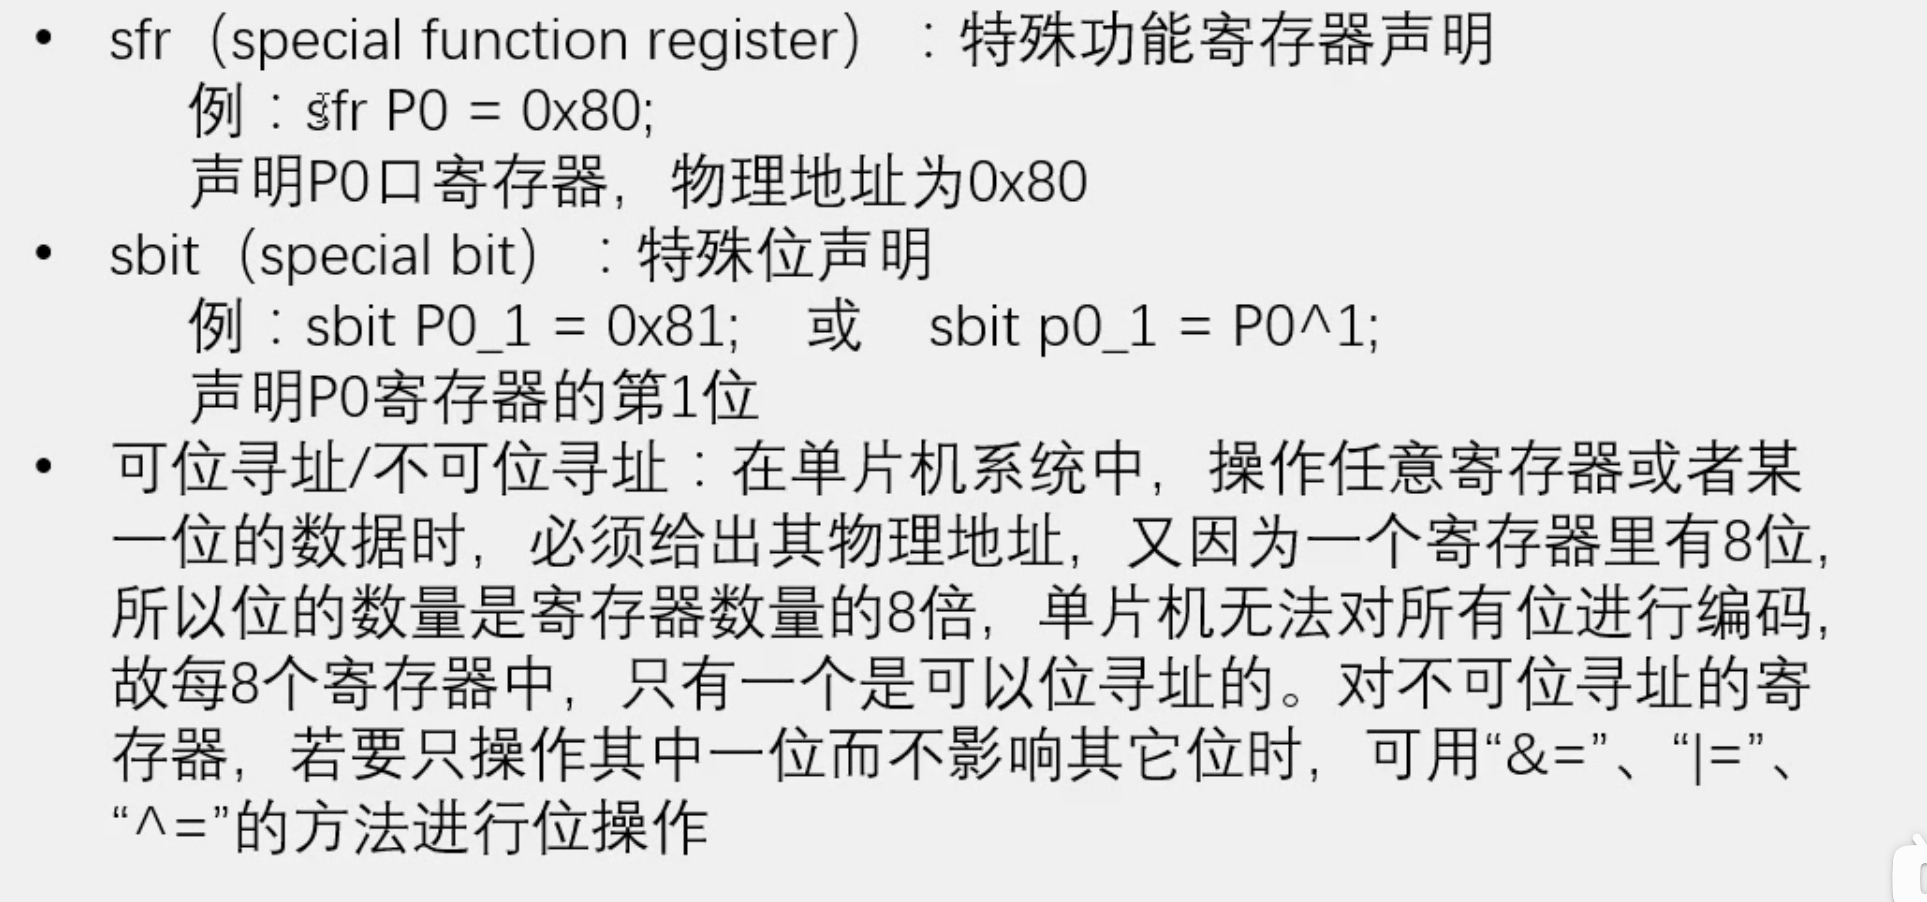 • sfr（special function register）：特殊功能寄存器声明
例：sfr P0 = 0x80;
声明P0口寄存器，物理地址为0x80
• sbit（special bit）：特殊位声明
例：sbit P0_1 = 0x81; 或 sbit p0_1 = P0^1;
声明P0寄存器的第1位
• 可位寻址/不可位寻址：在单片机系统中，操作任意寄存器或者某
一位的数据时，必须给出其物理地址，又因为一个寄存器里有8位，
所以位的数量是寄存器数量的8倍，单片机无法对所有位进行编码，
故每8个寄存器中，只有一个是可以位寻址的。对不可位寻址的寄
存器，若要只操作其中一位而不影响其它位时，可用“&=”、“|=”、
“^=”的方法进行位操作